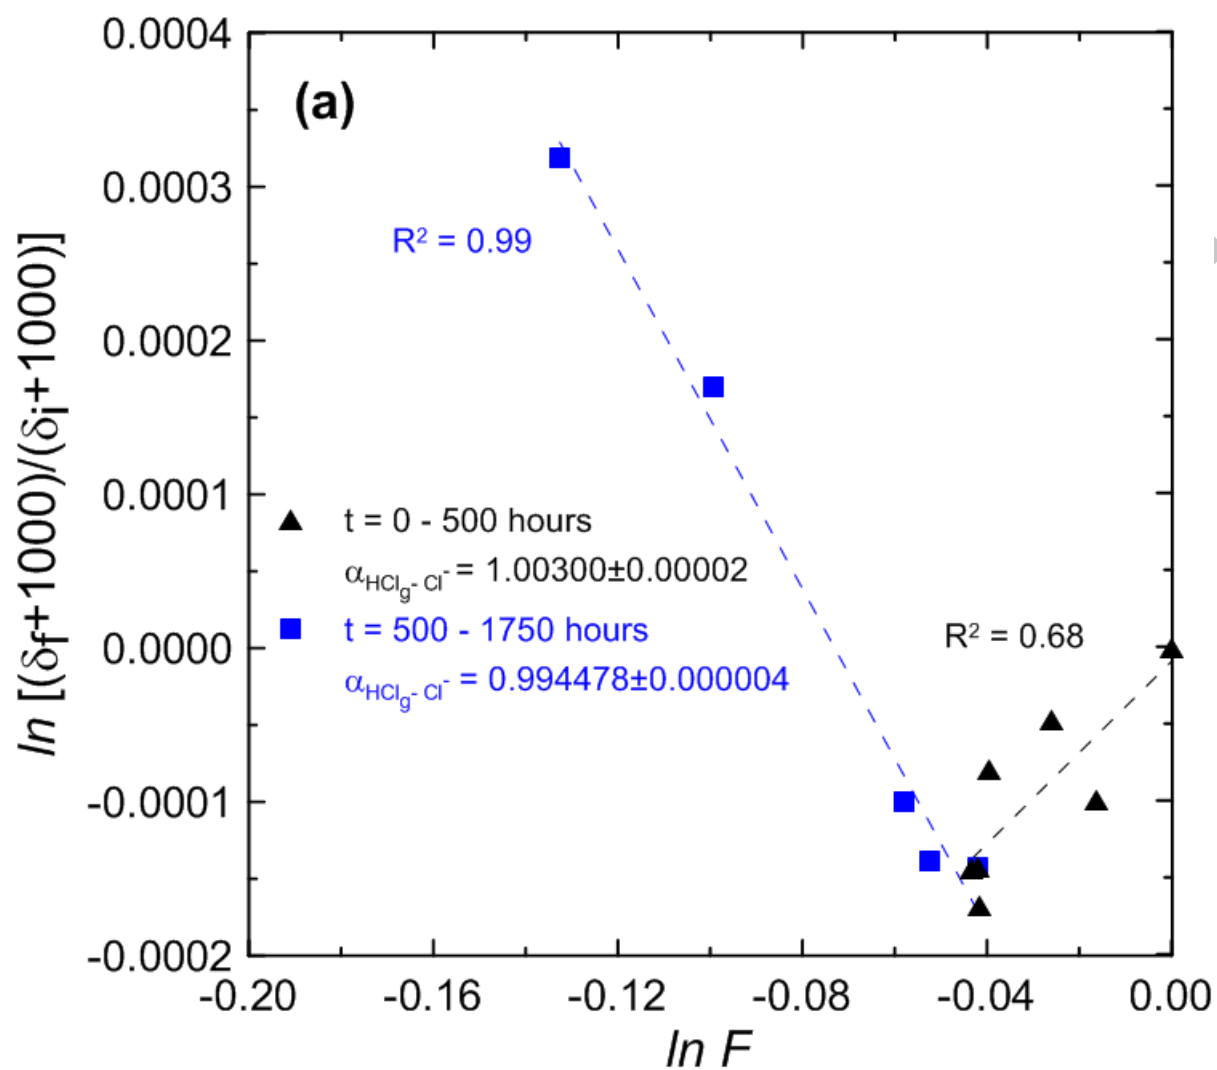 0.0004
(a)
0.0003
R² = 0.99
0.0002
0.0001
t = 0 - 500 hours
αHClg- Cl- = 1.00300±0.00002
t = 500 - 1750 hours
αHClg- Cl- = 0.994478±0.000004
R² = 0.68
0.0000
-0.0001
-0.0002
ln [(δf+1000)/(δi+1000)]
-0.20 -0.16 -0.12 -0.08 -0.04 0.00
ln F